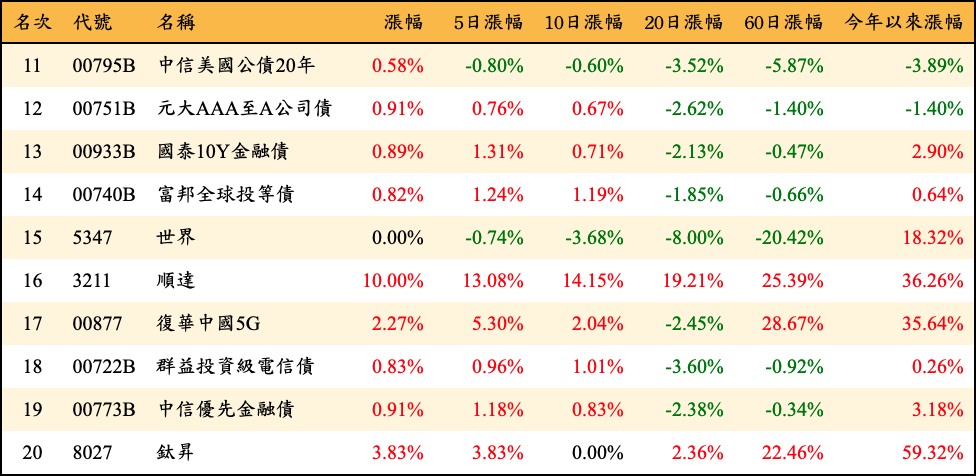 名次 代號 名稱 漲幅 5日漲幅 10日漲幅 20日漲幅 60日漲幅 今年以來漲幅
11 00795B 中信美國公債20年 0.58% -0.80% -0.60% -3.52% -5.87% -3.89%
12 00751B 元大AAA至A公司債 0.91% 0.76% 0.67% -2.62% -1.40% -1.40%
13 00933B 國泰10Y金融債 0.89% 1.31% 0.71% -2.13% -0.47% 2.90%
14 00740B 富邦全球投等債 0.82% 1.24% 1.19% -1.85% -0.66% 0.64%
15 5347 世界 0.00% -0.74% -3.68% -8.00% -20.42% 18.32%
16 3211 順達 10.00% 13.08% 14.15% 19.21% 25.39% 36.26%
17 00877 復華中國5G 2.27% 5.30% 2.04% -2.45% 28.67% 35.64%
18 00722B 群益投資級電信債 0.83% 0.96% 1.01% -3.60% -0.92% 0.26%
19 00773B 中信優先金融債 0.91% 1.18% 0.83% -2.38% -0.34% 3.18%
20 8027 鈦昇 3.83% 3.83% 0.00% 2.36% 22.46% 59.32%